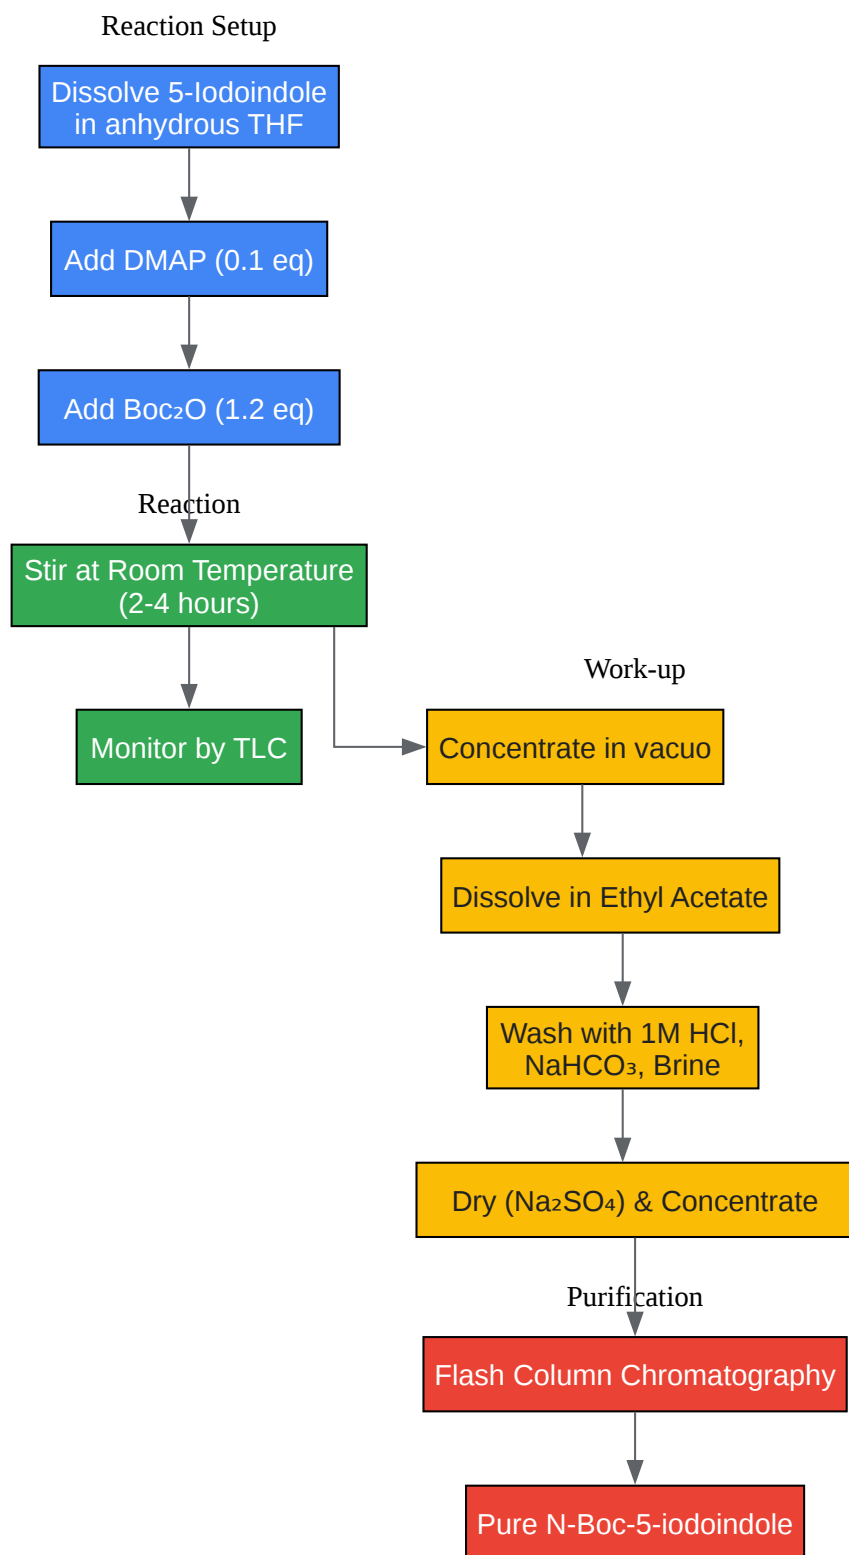 Reaction Setup
Dissolve 5-Iodoindole
in anhydrous THF
Add DMAP (0.1 eq)
Add Boc₂O (1.2 eq)
Reaction
Stir at Room Temperature
(2-4 hours)
Monitor by TLC
Work-up
Concentrate in vacuo
Dissolve in Ethyl Acetate
Wash with 1M HCl,
NaHCO₃, Brine
Dry (Na₂SO₄) & Concentrate
Purification
Flash Column Chromatography
Pure N-Boc-5-iodoindole